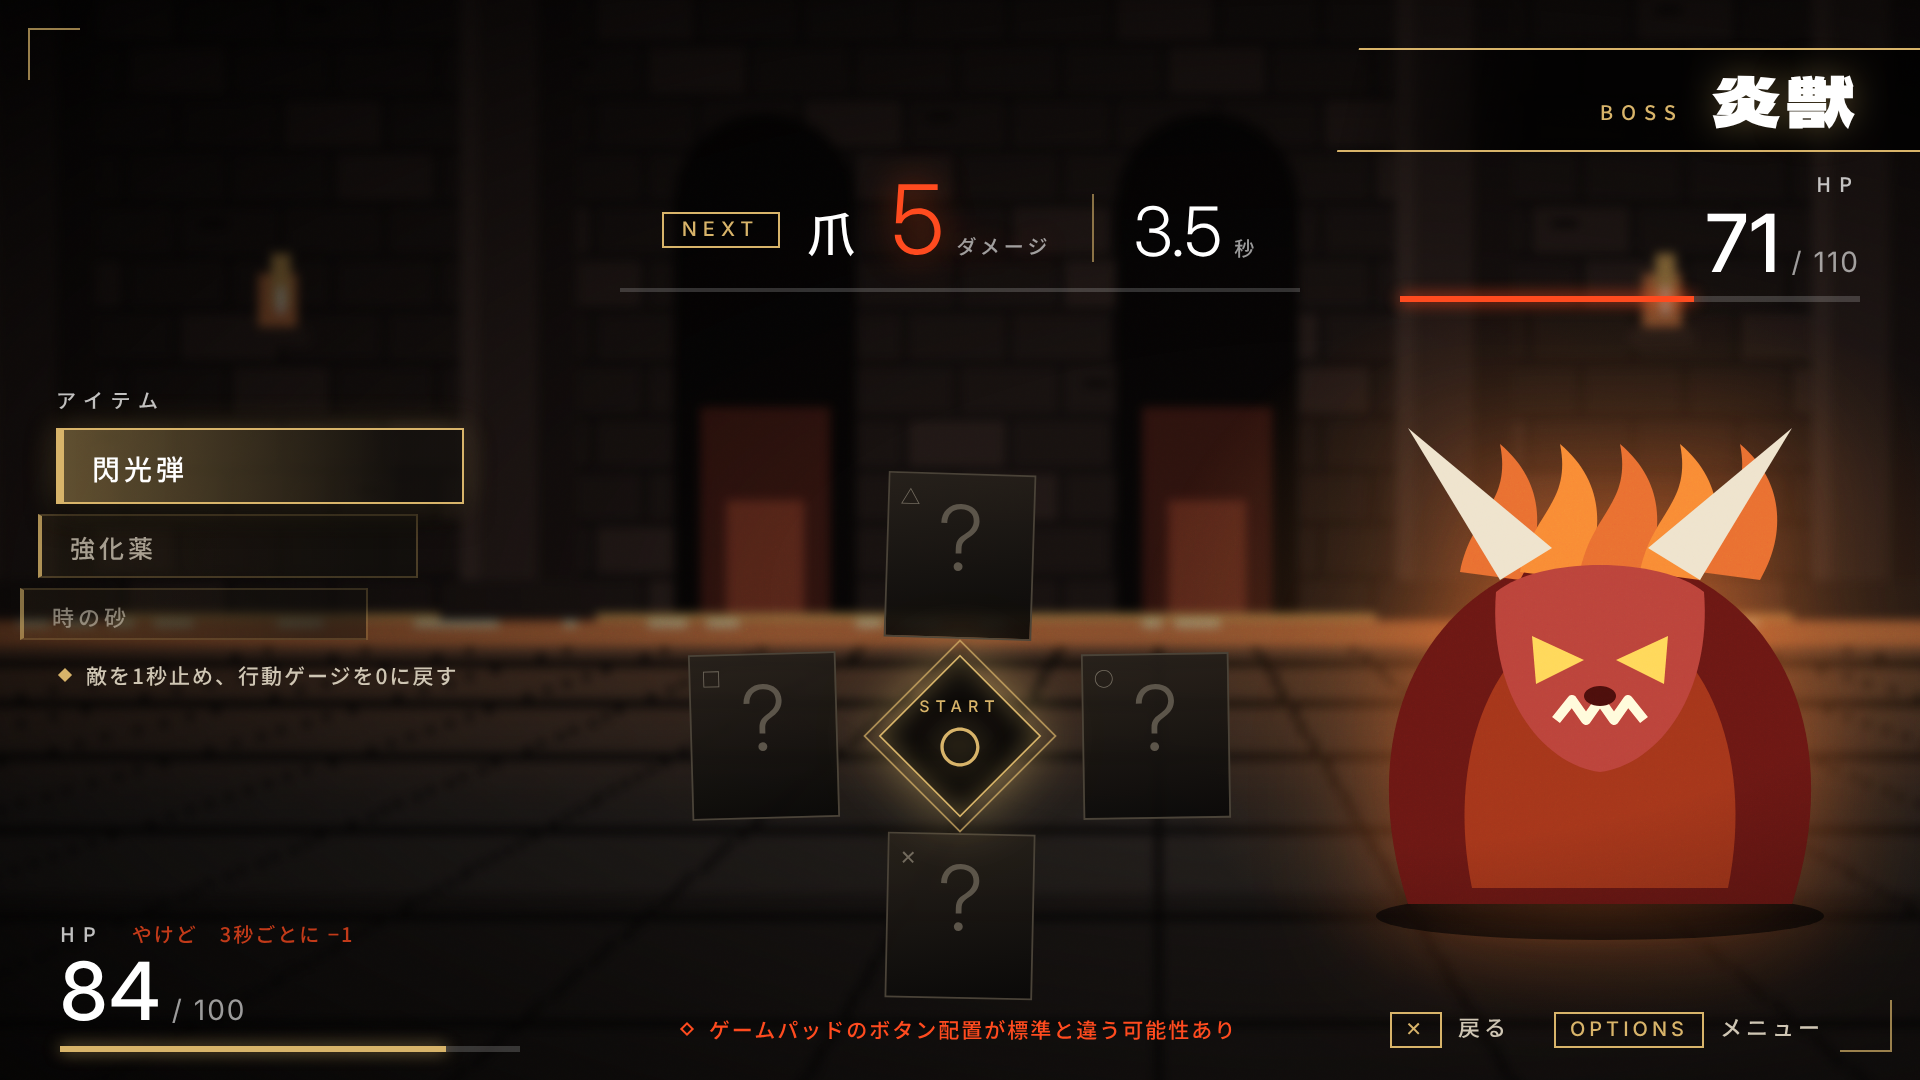 BOSS 炎獣
HP
71 / 110
NEXT 爪 5 ダメージ 3.5 秒
アイテム
閃光弾
強化薬
時の砂
◆ 敵を1秒止め、行動ゲージを0に戻す
△ ?
□ ?
START
○
○ ?
× ?
HP やけど 3秒ごとに −1
84 / 100
◇ ゲームパッドのボタン配置が標準と違う可能性あり
× 戻る OPTIONS メニュー